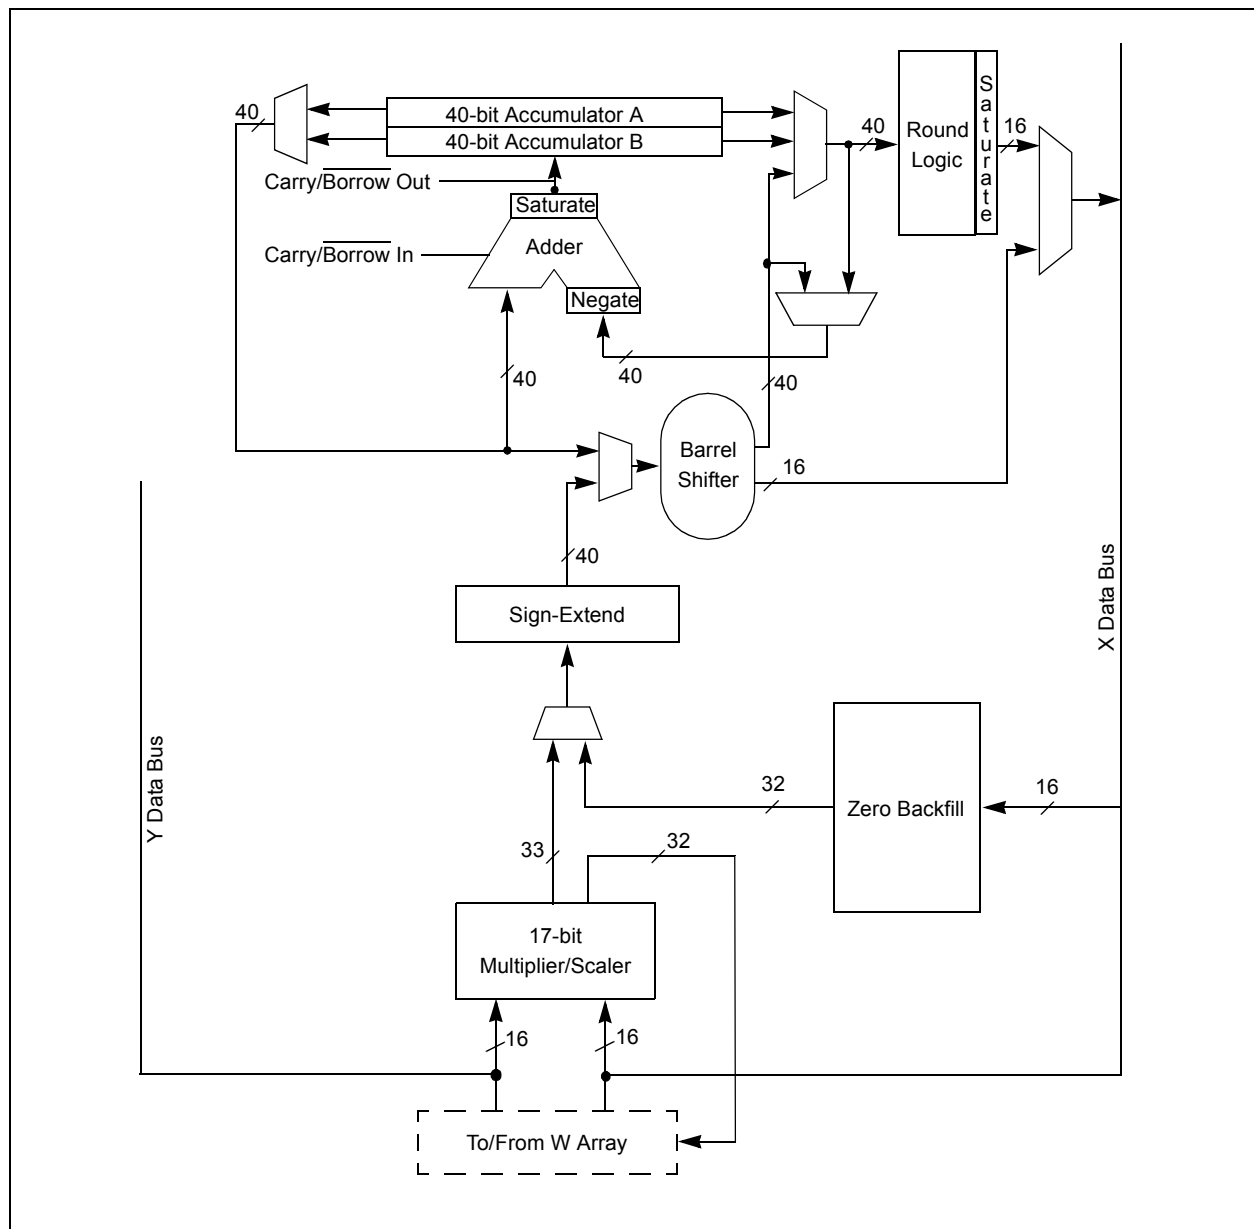 40
40-bit Accumulator A
40-bit Accumulator B
40
Round
Logic
Saturate
16
Carry/Borrow Out
Saturate
Carry/Borrow In
Adder
Negate
40
40
40
Barrel
Shifter
16
40
Sign-Extend
X Data Bus
Y Data Bus
32
Zero Backfill
16
33
32
17-bit
Multiplier/Scaler
16
16
To/From W Array